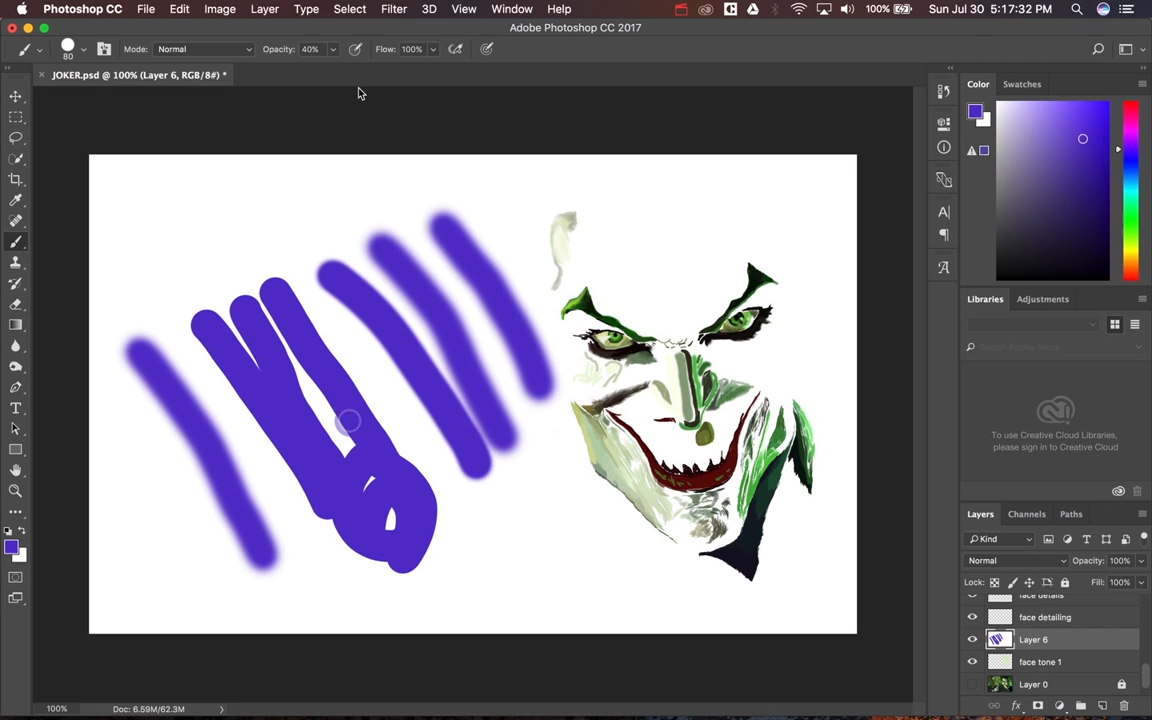 Photoshop CC File Edit Image Layer Type Select Filter 3D View Window Help 100% Sun Jul 30 5:17:32 PM
Adobe Photoshop CC 2017
80 Mode: Normal Opacity: 40% Flow: 100%
× JOKER.psd @ 100% (Layer 6, RGB/8#) *
Color Swatches
Libraries Adjustments
Search Adobe Stock
To use Creative Cloud Libraries,
please sign in to Creative Cloud
Layers Channels Paths
Kind
Normal Opacity: 100%
Lock: Fill: 100%
face details
face detailing
Layer 6
face tone 1
Layer 0
100% Doc: 6.59M/62.3M